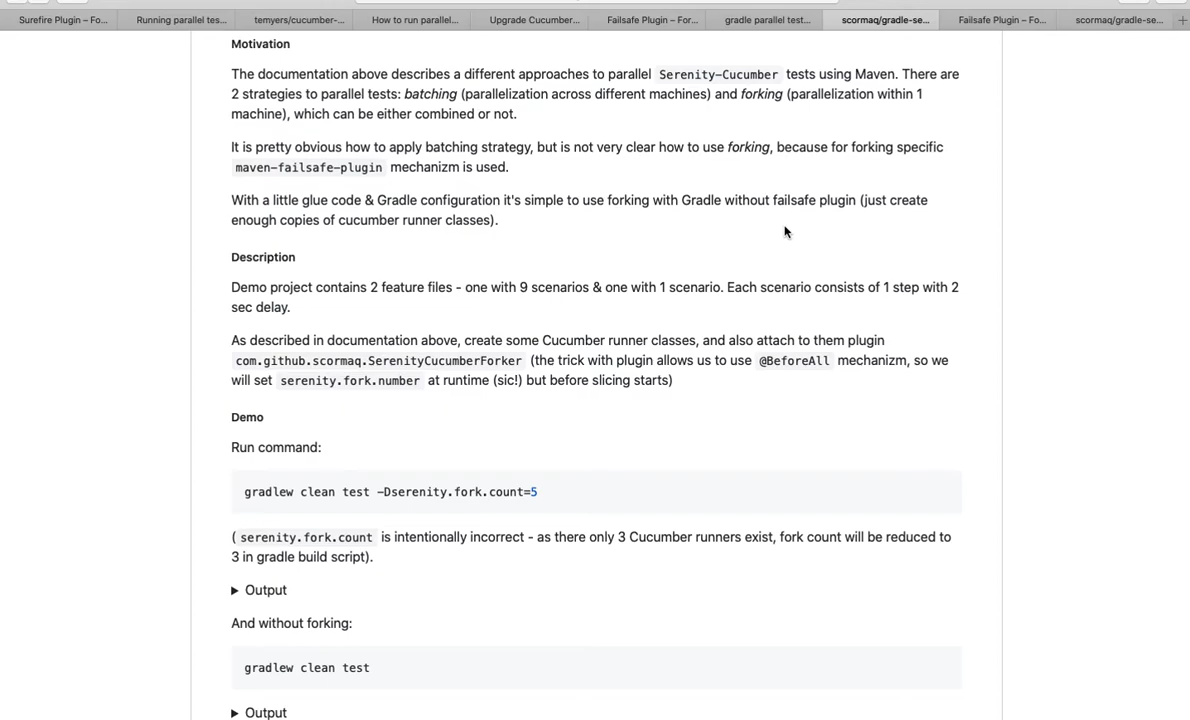 Surefire Plugin – Fo...
Running parallel tes...
temyers/cucumber-...
How to run parallel...
Upgrade Cucumber...
Failsafe Plugin – For...
gradle parallel test...
scormaq/gradle-se...
Failsafe Plugin – Fo...
scormaq/gradle-se...
Motivation
The documentation above describes a different approaches to parallel Serenity-Cucumber tests using Maven. There are
2 strategies to parallel tests: batching (parallelization across different machines) and forking (parallelization within 1
machine), which can be either combined or not.
It is pretty obvious how to apply batching strategy, but is not very clear how to use forking, because for forking specific
maven-failsafe-plugin mechanizm is used.
With a little glue code & Gradle configuration it's simple to use forking with Gradle without failsafe plugin (just create
enough copies of cucumber runner classes).
Description
Demo project contains 2 feature files - one with 9 scenarios & one with 1 scenario. Each scenario consists of 1 step with 2
sec delay.
As described in documentation above, create some Cucumber runner classes, and also attach to them plugin
com.github.scormaq.SerenityCucumberForker (the trick with plugin allows us to use @BeforeAll mechanizm, so we
will set serenity.fork.number at runtime (sic!) but before slicing starts)
Demo
Run command:
gradlew clean test -Dserenity.fork.count=5
( serenity.fork.count is intentionally incorrect - as there only 3 Cucumber runners exist, fork count will be reduced to
3 in gradle build script).
▶ Output
And without forking:
gradlew clean test
▶ Output